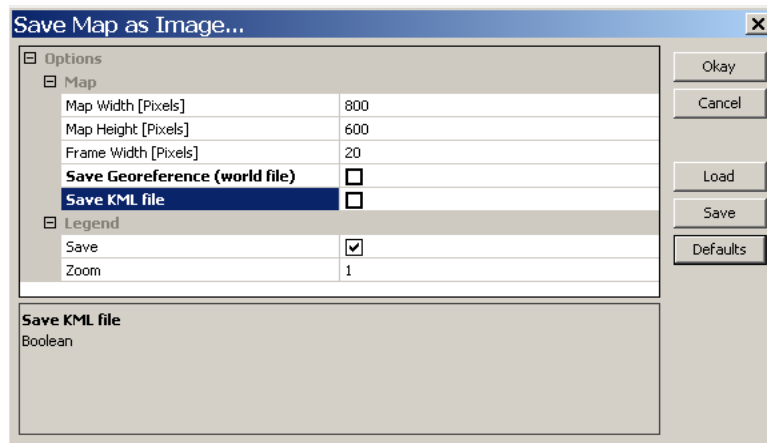 Save Map as Image...
Options
Map
Map Width [Pixels] 800
Map Height [Pixels] 600
Frame Width [Pixels] 20
Save Georeference (world file)
Save KML file
Legend
Save
Zoom 1
Save KML file
Boolean
Okay
Cancel
Load
Save
Defaults